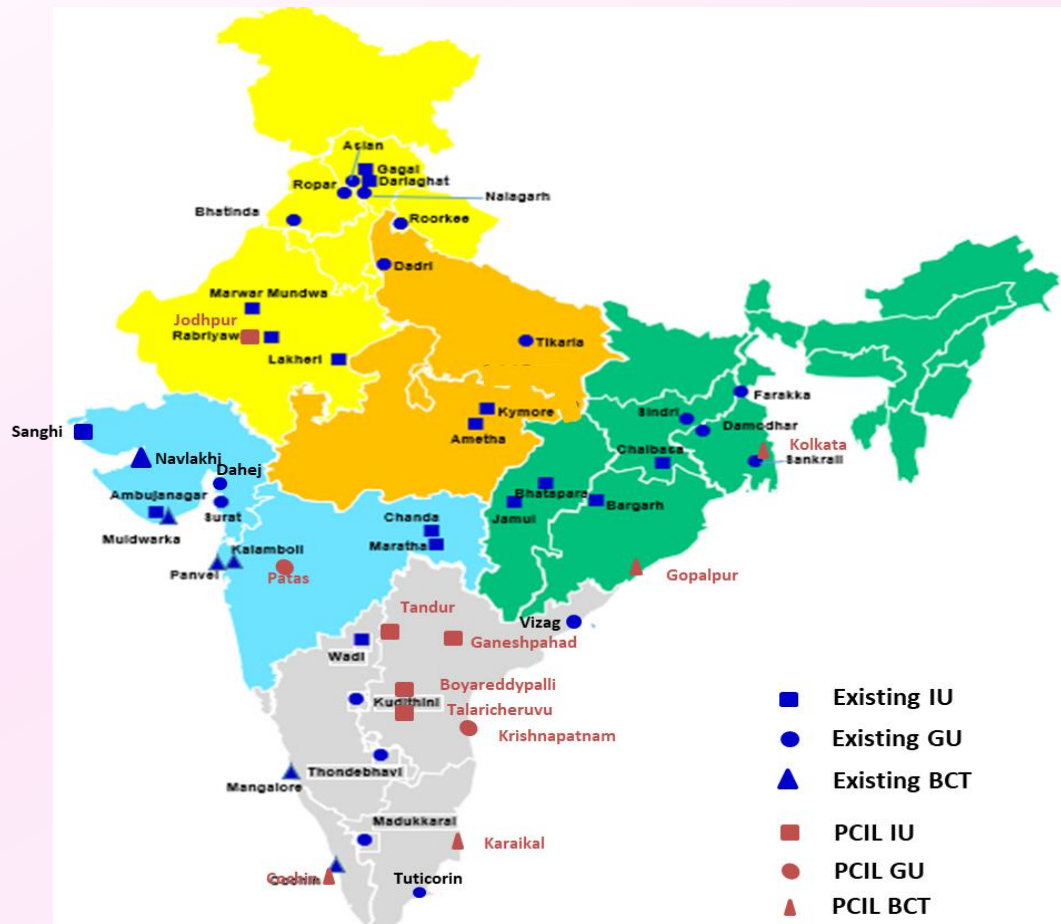 Asian
Gagal
Ropar
Darlaghat
Nalagarh
Bhatinda
Roorkee
Dadri
Marwar Mundwa
Jodhpur
Rabriyaw
Tikaria
Lakheri
Kymore
Farakka
Sindri
Ametha
Damodhar
Sanghi
Kolkata
Chaibasa
Navlakhi
Sankrail
Dahej
Bhatapara
Ambujanagar
Bargarh
Surat
Jamul
Chanda
Muldwarka
Maratha
Kalamboli
Panvel
Patas
Gopalpur
Tandur
Vizag
Ganeshpahad
Wadi
Boyareddypalli
Existing IU
Kudithini
Talaricheruvu
Krishnapatnam
Existing GU
Thondebhavi
Existing BCT
Mangalore
Madukkarai
PCIL IU
Karaikal
PCIL GU
Cochin
Cochin
Tuticorin
PCIL BCT